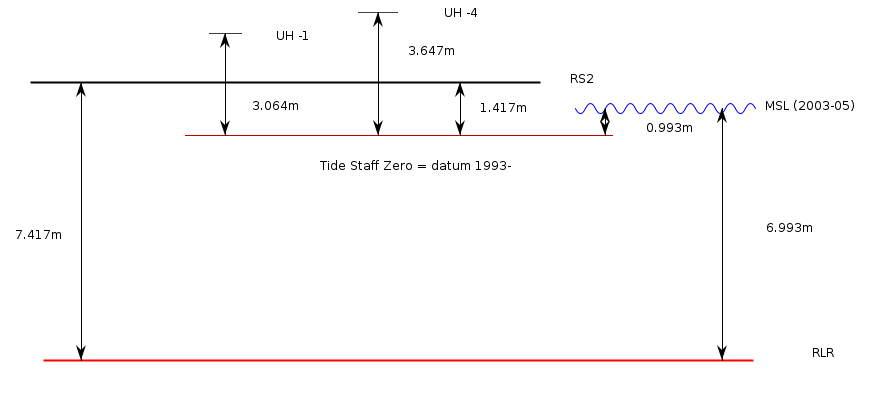 UH -4
UH -1
3.647m
RS2
3.064m
1.417m
MSL (2003-05)
0.993m
Tide Staff Zero = datum 1993-
7.417m
6.993m
RLR